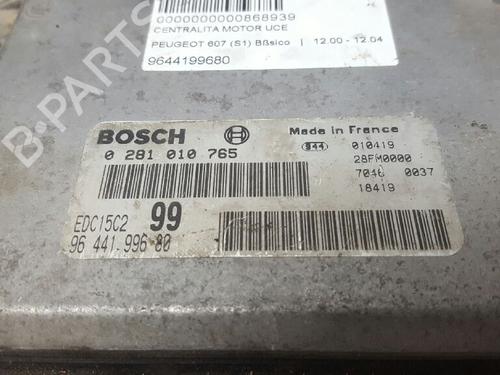 0000000000868939
CENTRALITA MOTOR UCE
PEUGEOT 607 (S1) Bßsico | 12.00 - 12.04
9644199680
BOSCH
Made in France
0 281 010 765
010419
28FM0000
7046 0037
18419
EDC15C2 99
96 441.996 80
B-PARTS